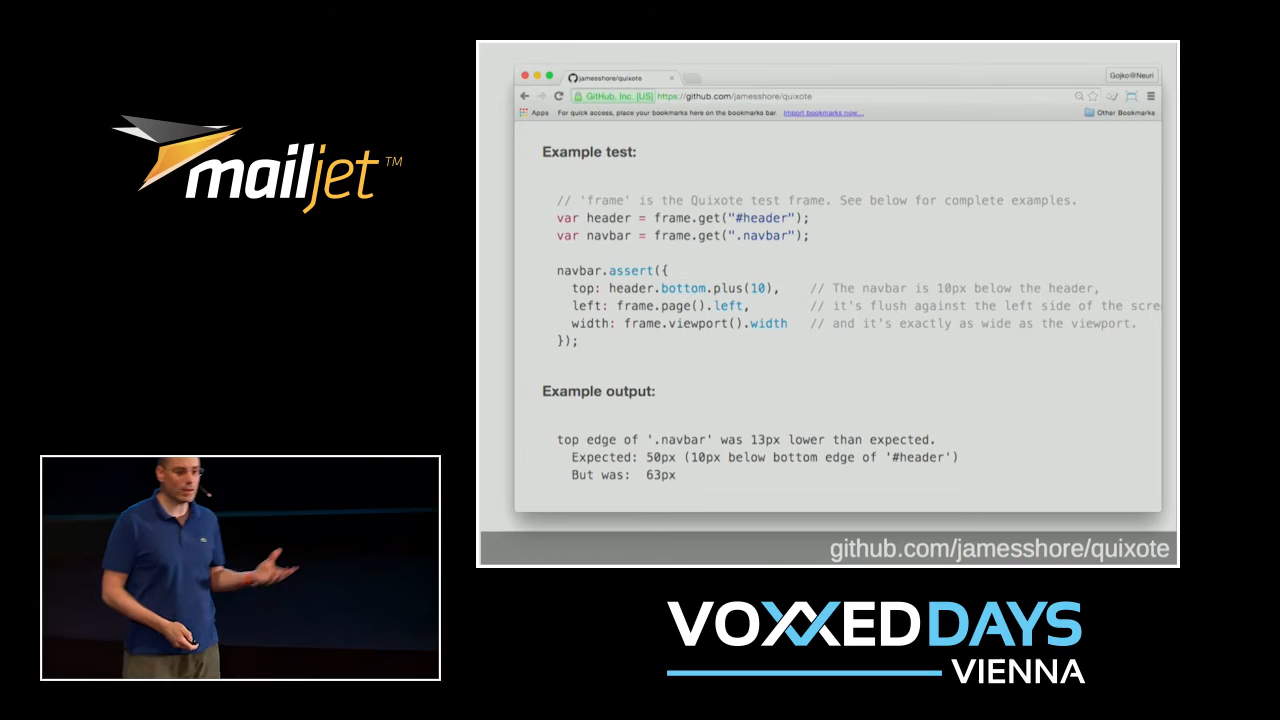 mailjet™
jamesshore/quixote
Gojko@Neuri
GitHub, Inc. [US] https://github.com/jamesshore/quixote
Apps For quick access, place your bookmarks here on the bookmarks bar. Import bookmarks now... Other Bookmarks
Example test:
// 'frame' is the Quixote test frame. See below for complete examples.
var header = frame.get("#header");
var navbar = frame.get(".navbar");
navbar.assert({
top: header.bottom.plus(10), // The navbar is 10px below the header,
left: frame.page().left, // it's flush against the left side of the scre
width: frame.viewport().width // and it's exactly as wide as the viewport.
});
Example output:
top edge of '.navbar' was 13px lower than expected.
Expected: 50px (10px below bottom edge of '#header')
But was: 63px
github.com/jamesshore/quixote
VOXXED DAYS
VIENNA